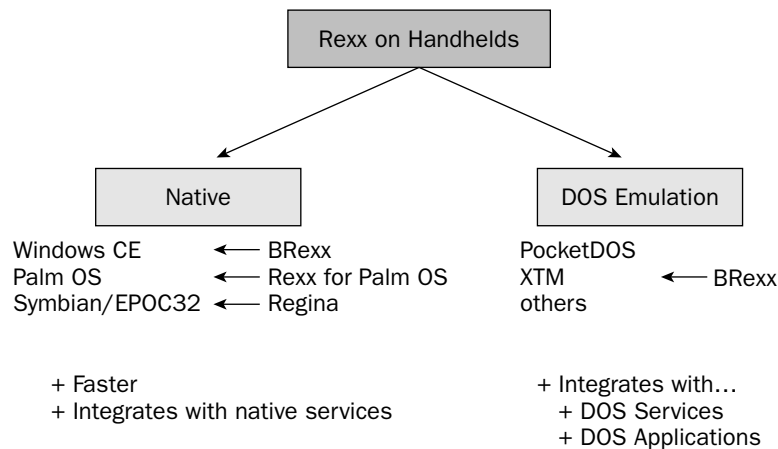 Rexx on Handhelds
Native
Windows CE BRexx
Palm OS Rexx for Palm OS
Symbian/EPOC32 Regina
+ Faster
+ Integrates with native services
DOS Emulation
PocketDOS
XTM BRexx
others
+ Integrates with…
+ DOS Services
+ DOS Applications